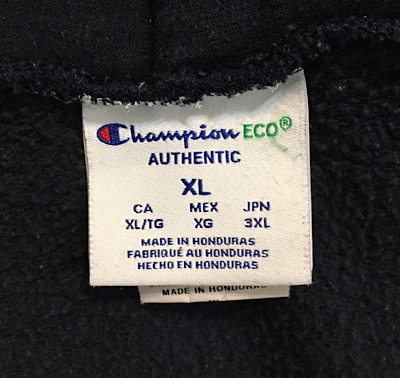 Champion ECO®
AUTHENTIC
XL
CA MEX JPN
XL/TG XG 3XL
MADE IN HONDURAS
FABRIQUÉ AU HONDURAS
HECHO EN HONDURAS
MADE IN HONDURAS